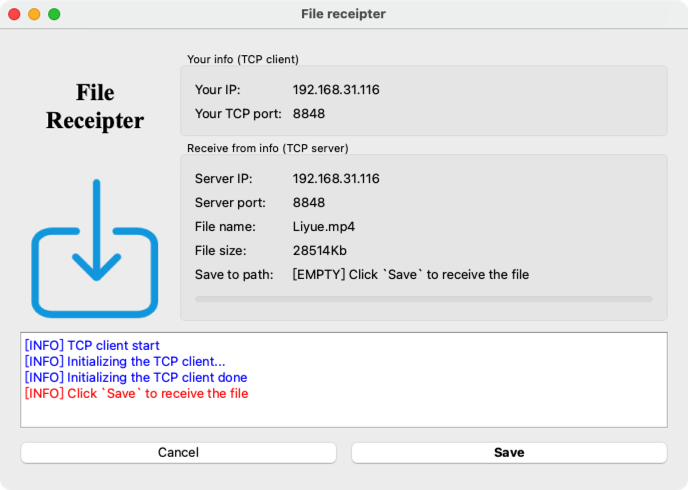 File receipter
File
Receipter
Your info (TCP client)
Your IP: 192.168.31.116
Your TCP port: 8848
Receive from info (TCP server)
Server IP: 192.168.31.116
Server port: 8848
File name: Liyue.mp4
File size: 28514Kb
Save to path: [EMPTY] Click `Save` to receive the file
[INFO] TCP client start
[INFO] Initializing the TCP client...
[INFO] Initializing the TCP client done
[INFO] Click `Save` to receive the file
Cancel Save